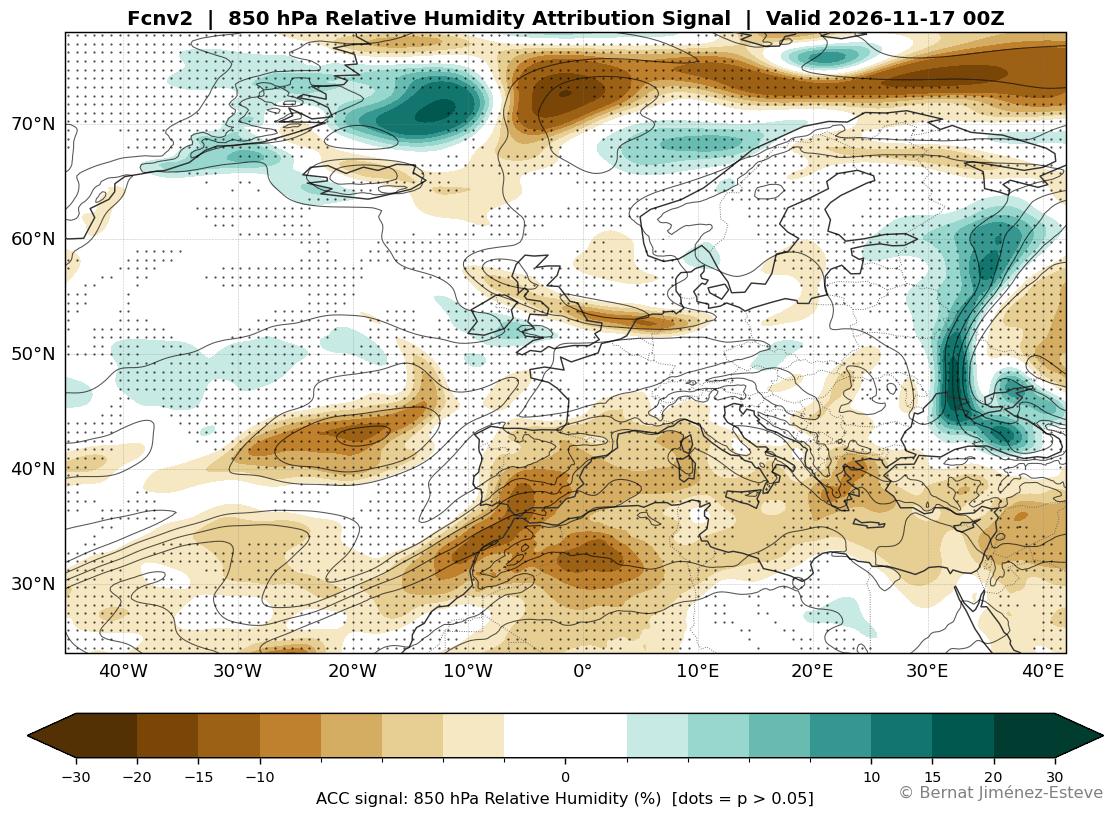 Fcnv2 | 850 hPa Relative Humidity Attribution Signal | Valid 2026-11-17 00Z
70°N
60°N
50°N
40°N
30°N
40°W 30°W 20°W 10°W 0° 10°E 20°E 30°E 40°E
−30 −20 −15 −10 0 10 15 20 30
ACC signal: 850 hPa Relative Humidity (%) [dots = p > 0.05]
© Bernat Jiménez-Esteve